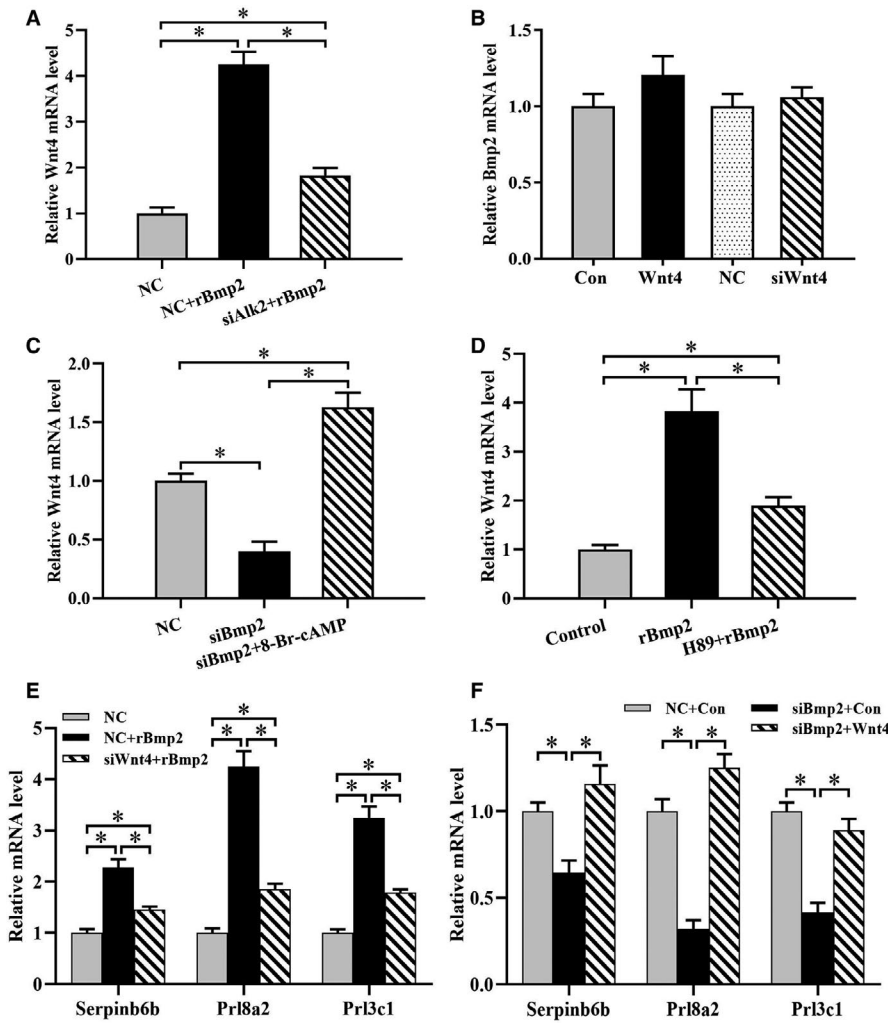 A
Relative Wnt4 mRNA level
5
4
3
2
1
0
*
* *
NC
NC+rBmp2
siAlk2+rBmp2
B
Relative Bmp2 mRNA level
1.5
1.0
0.5
0.0
Con Wnt4 NC siWnt4
C
Relative Wnt4 mRNA level
2.0
1.5
1.0
0.5
0.0
*
*
*
NC
siBmp2
siBmp2+8-Br-cAMP
D
Relative Wnt4 mRNA level
5
4
3
2
1
0
*
* *
Control
rBmp2
H89+rBmp2
E
NC
NC+rBmp2
siWnt4+rBmp2
Relative mRNA level
5
4
3
2
1
0
*
* *
*
* *
*
* *
Serpinb6b Prl8a2 Prl3c1
F
NC+Con siBmp2+Con
siBmp2+Wnt4
Relative mRNA level
1.5
1.0
0.5
0.0
* *
* *
* *
Serpinb6b Prl8a2 Prl3c1